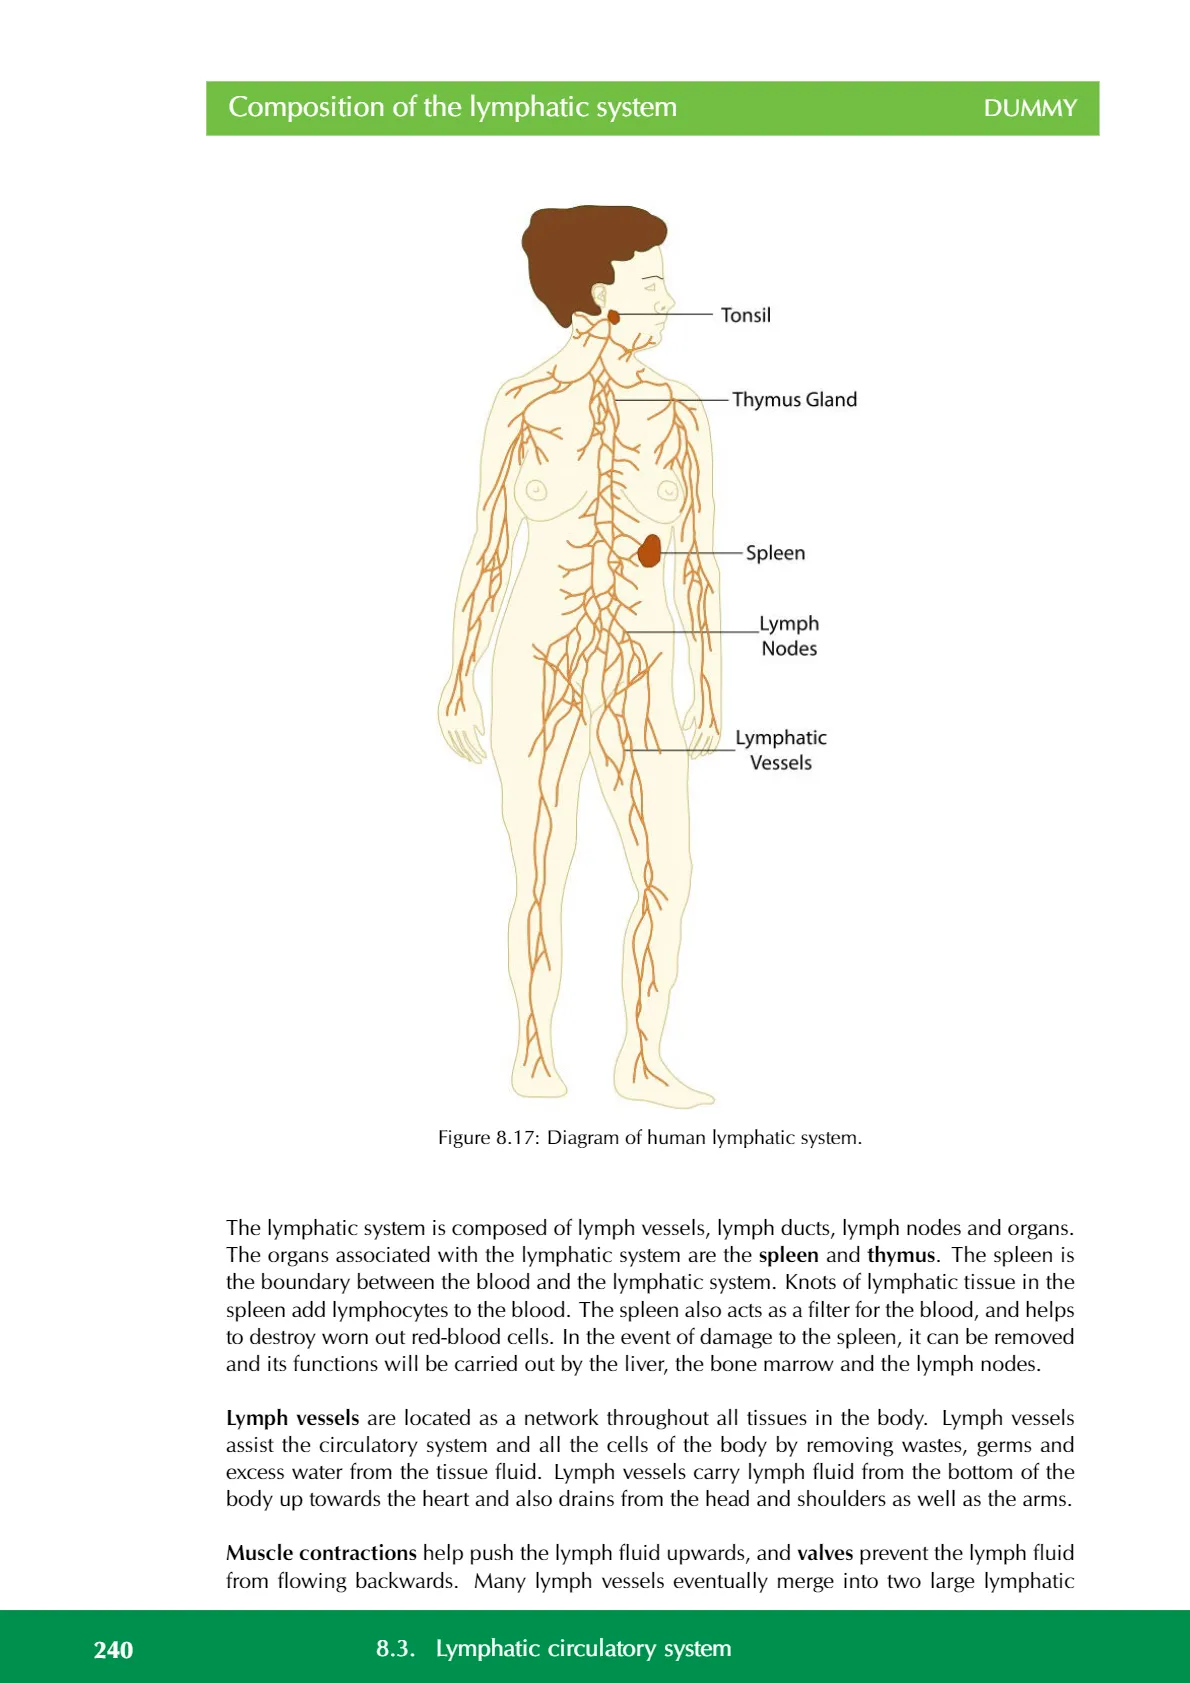 Composition of the lymphatic system DUMMY
Tonsil
Thymus Gland
Spleen
Lymph
Nodes
Lymphatic
Vessels
Figure 8.17: Diagram of human lymphatic system.
The lymphatic system is composed of lymph vessels, lymph ducts, lymph nodes and organs.
The organs associated with the lymphatic system are the spleen and thymus. The spleen is
the boundary between the blood and the lymphatic system. Knots of lymphatic tissue in the
spleen add lymphocytes to the blood. The spleen also acts as a filter for the blood, and helps
to destroy worn out red-blood cells. In the event of damage to the spleen, it can be removed
and its functions will be carried out by the liver, the bone marrow and the lymph nodes.
Lymph vessels are located as a network throughout all tissues in the body. Lymph vessels
assist the circulatory system and all the cells of the body by removing wastes, germs and
excess water from the tissue fluid. Lymph vessels carry lymph fluid from the bottom of the
body up towards the heart and also drains from the head and shoulders as well as the arms.
Muscle contractions help push the lymph fluid upwards, and valves prevent the lymph fluid
from flowing backwards. Many lymph vessels eventually merge into two large lymphatic
240 8.3. Lymphatic circulatory system